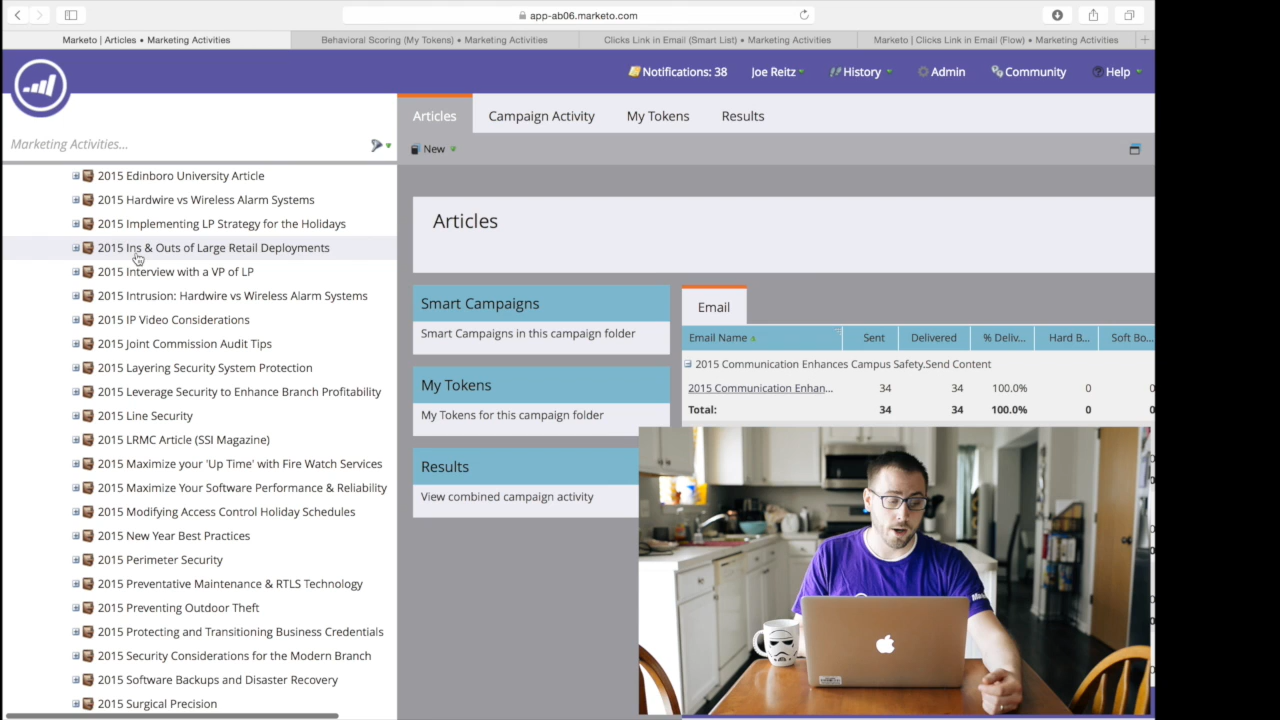 app-ab06.marketo.com
Marketo | Articles • Marketing Activities
Behavioral Scoring (My Tokens) • Marketing Activities
Clicks Link in Email (Smart List) • Marketing Activities
Marketo | Clicks Link in Email (Flow) • Marketing Activities
Notifications: 38
Joe Reitz
History
Admin
Community
Help
Marketing Activities...
Articles
Campaign Activity
My Tokens
Results
New
2015 Edinboro University Article
2015 Hardwire vs Wireless Alarm Systems
2015 Implementing LP Strategy for the Holidays
2015 Ins & Outs of Large Retail Deployments
2015 Interview with a VP of LP
2015 Intrusion: Hardwire vs Wireless Alarm Systems
2015 IP Video Considerations
2015 Joint Commission Audit Tips
2015 Layering Security System Protection
2015 Leverage Security to Enhance Branch Profitability
2015 Line Security
2015 LRMC Article (SSI Magazine)
2015 Maximize your 'Up Time' with Fire Watch Services
2015 Maximize Your Software Performance & Reliability
2015 Modifying Access Control Holiday Schedules
2015 New Year Best Practices
2015 Perimeter Security
2015 Preventative Maintenance & RTLS Technology
2015 Preventing Outdoor Theft
2015 Protecting and Transitioning Business Credentials
2015 Security Considerations for the Modern Branch
2015 Software Backups and Disaster Recovery
2015 Surgical Precision
Articles
Smart Campaigns
Smart Campaigns in this campaign folder
My Tokens
My Tokens for this campaign folder
Results
View combined campaign activity
Email
Email Name Sent Delivered % Deliv... Hard B... Soft Bo...
2015 Communication Enhances Campus Safety.Send Content
2015 Communication Enhan... 34 34 100.0% 0 0
Total: 34 34 100.0% 0 0